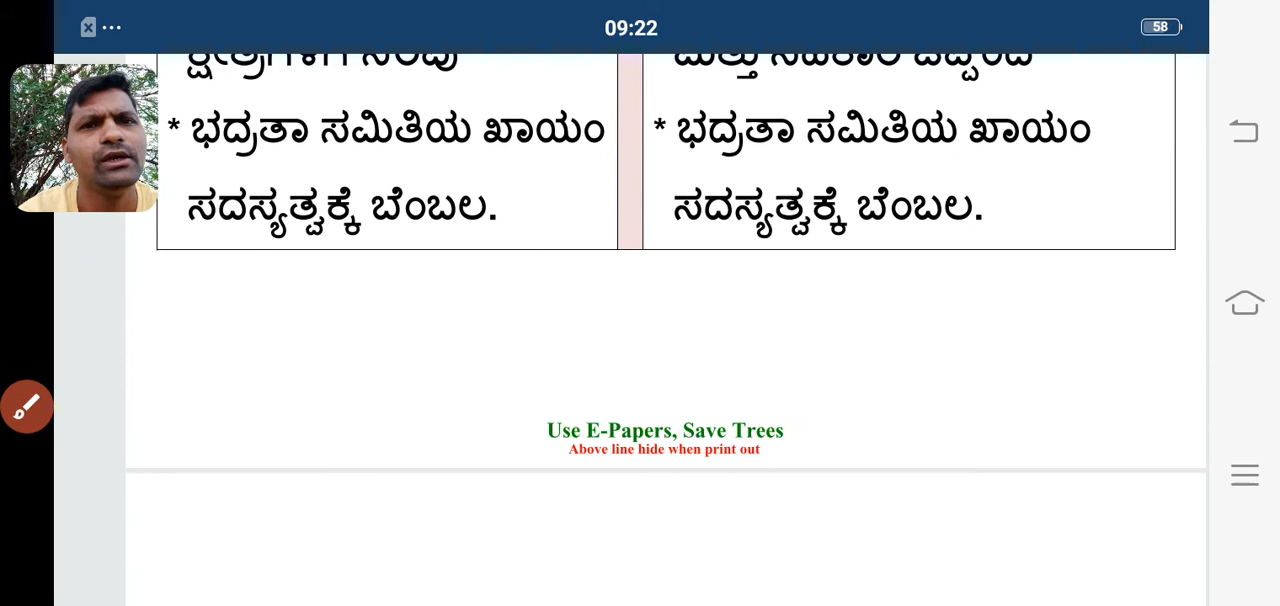 09:22
58
* ಭದ್ರತಾ ಸಮಿತಿಯ ಖಾಯಂ
ಸದಸ್ಯತ್ವಕ್ಕೆ ಬೆಂಬಲ.
* ಭದ್ರತಾ ಸಮಿತಿಯ ಖಾಯಂ
ಸದಸ್ಯತ್ವಕ್ಕೆ ಬೆಂಬಲ.
Use E-Papers, Save Trees
Above line hide when print out